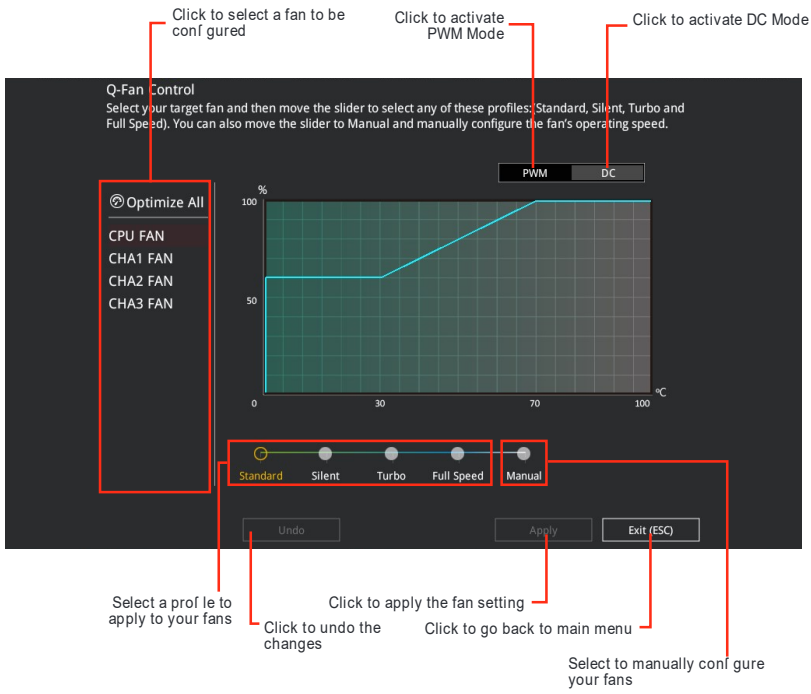 Click to select a fan to be
conf gured
Click to activate
PWM Mode
Click to activate DC Mode
Q-Fan Control
Select your target fan and then move the slider to select any of these profiles:(Standard, Silent, Turbo and
Full Speed). You can also move the slider to Manual and manually configure the fan's operating speed.
PWM DC
Optimize All
CPU FAN
CHA1 FAN
CHA2 FAN
CHA3 FAN
%
100
50
0 30 70 100
ºC
Standard Silent Turbo Full Speed Manual
Undo Apply Exit (ESC)
Select a prof le to
apply to your fans
Click to undo the
changes
Click to apply the fan setting
Click to go back to main menu
Select to manually conf gure
your fans